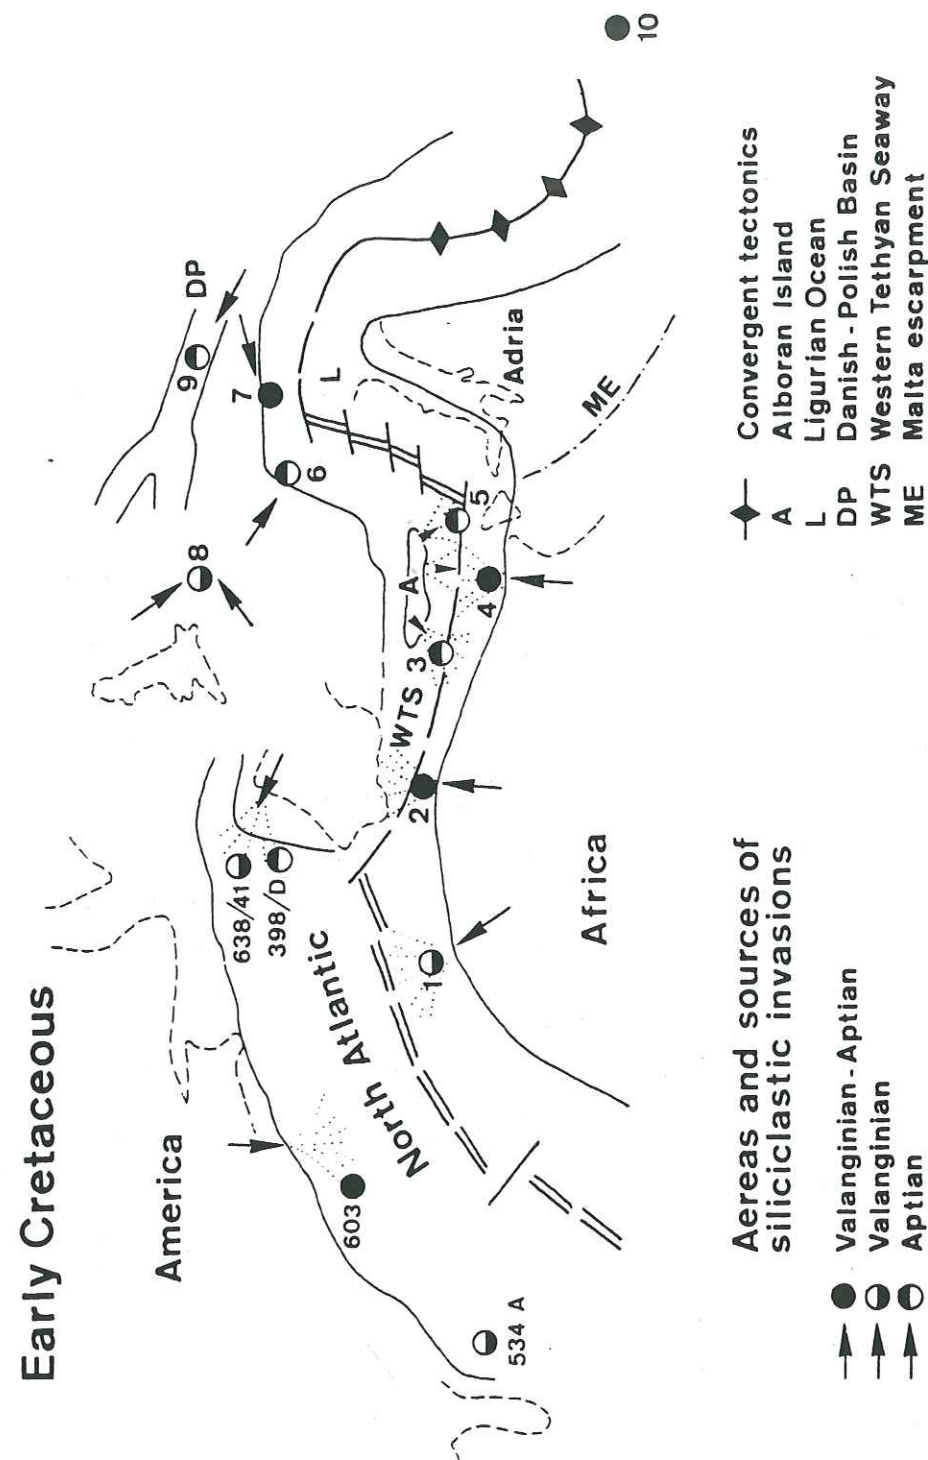 Early Cretaceous
America
North Atlantic
Africa
Adria
534 A
603
638/41
398/D
1
2
WTS
3
A
4
5
6
7
L
8
9
DP
ME
10
Aereas and sources of
siliciclastic invasions
Valanginian-Aptian
Valanginian
Aptian
Convergent tectonics
A Alboran Island
L Ligurian Ocean
DP Danish-Polish Basin
WTS Western Tethyan Seaway
ME Malta escarpment